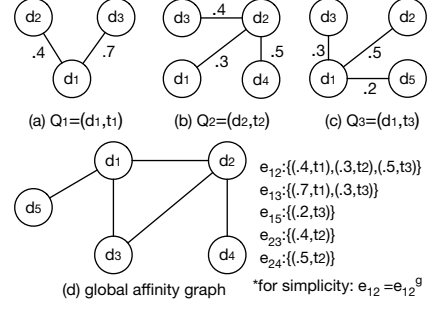 d2 d3 d3 .4 d2 d3 d2
.4 .7 .3 .5 .3 .5
d1 d1 d4 d1 .2 d5
(a) Q1=(d1,t1) (b) Q2=(d2,t2) (c) Q3=(d1,t3)
d1 d2
e12:{(.4,t1),(.3,t2),(.5,t3)}
e13:{(.7,t1),(.3,t3)}
d5
e15:{(.2,t3)}
e23:{(.4,t2)}
d3 d4
e24:{(.5,t2)}
(d) global affinity graph
*for simplicity: e12 =e12g